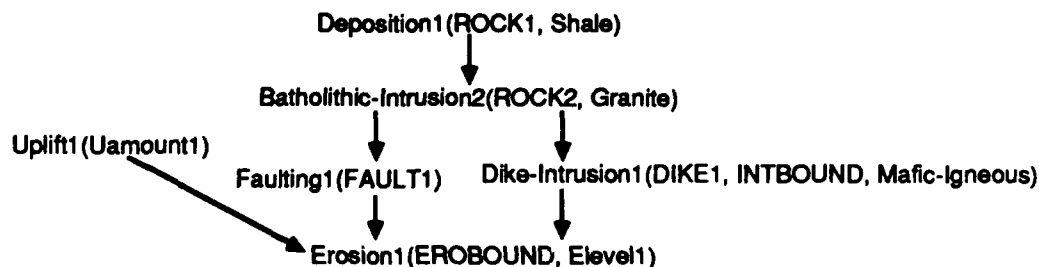 Deposition1(ROCK1, Shale)
Batholithic-Intrusion2(ROCK2, Granite)
Uplift1(Uamount1)
Faulting1(FAULT1)
Dike-Intrusion1(DIKE1, INTBOUND, Mafic-Igneous)
Erosion1(EROBOUND, Elevel1)